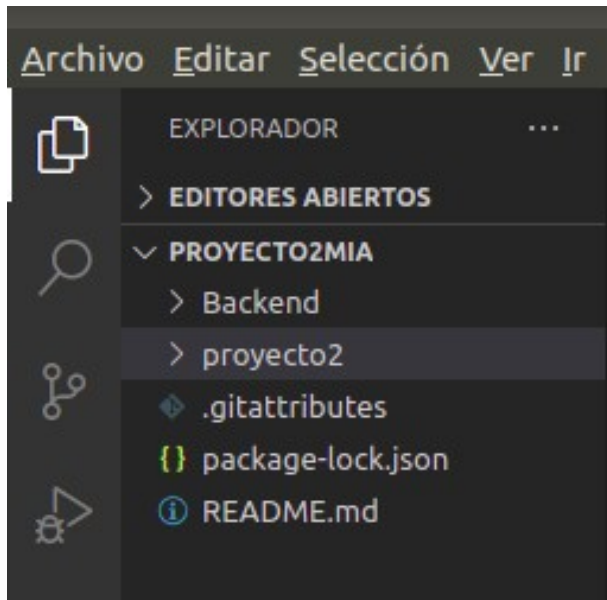 Archivo Editar Selección Ver Ir
EXPLORADOR
EDITORES ABIERTOS
PROYECTO2MIA
Backend
proyecto2
.gitattributes
package-lock.json
README.md